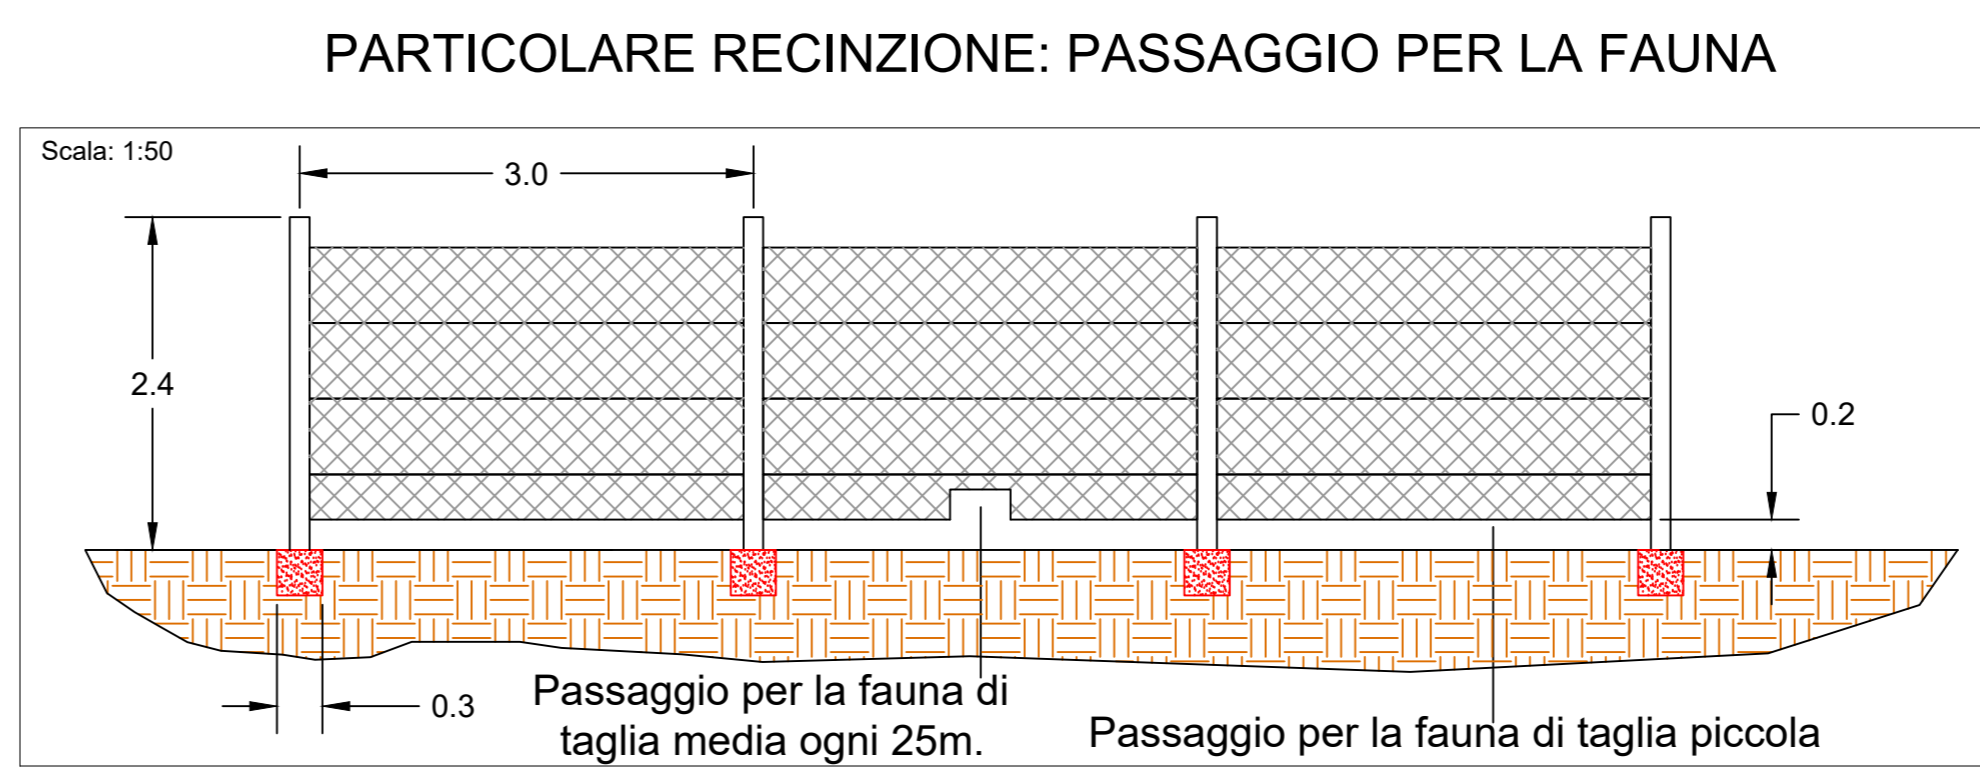 PARTICOLARE RECINZIONE: PASSAGGIO PER LA FAUNA
Scala: 1:50
3.0
2.4
0.2
0.3
Passaggio per la fauna di
taglia media ogni 25m.
Passaggio per la fauna di taglia piccola